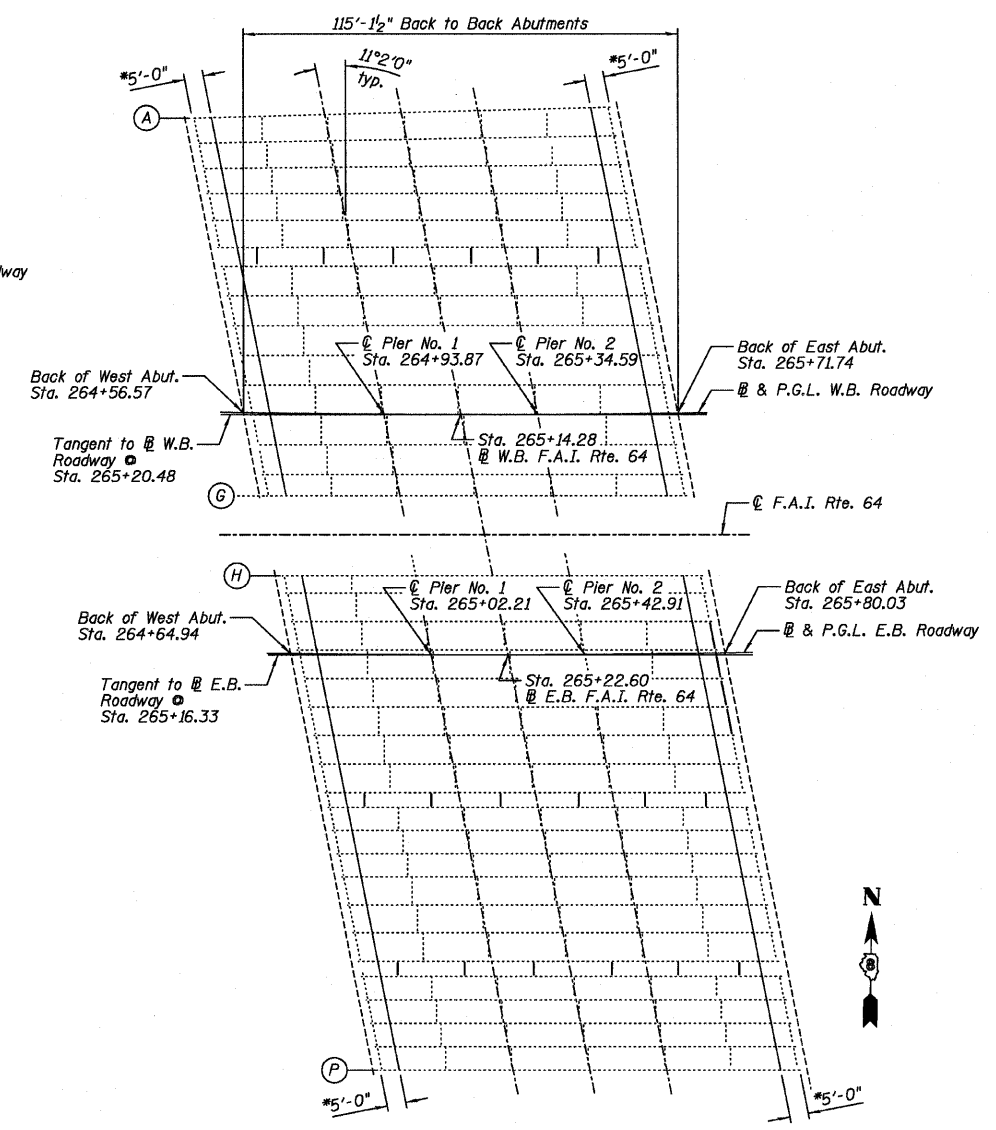 115'-1½" Back to Back Abutments
*5'-0"
11°2'0"
typ.
*5'-0"
A
Back of West Abut.
Sta. 264+56.57
℄ Pier No. 1
Sta. 264+93.87
℄ Pier No. 2
Sta. 265+34.59
Back of East Abut.
Sta. 265+71.74
℔ & P.G.L. W.B. Roadway
Tangent to ℔ W.B.
Roadway @
Sta. 265+20.48
Sta. 265+14.28
℔ W.B. F.A.I. Rte. 64
G
℄ F.A.I. Rte. 64
H
Back of West Abut.
Sta. 264+64.94
℄ Pier No. 1
Sta. 265+02.21
℄ Pier No. 2
Sta. 265+42.91
Back of East Abut.
Sta. 265+80.03
℔ & P.G.L. E.B. Roadway
Tangent to ℔ E.B.
Roadway @
Sta. 265+16.33
Sta. 265+22.60
℔ E.B. F.A.I. Rte. 64
N
P
*5'-0"
*5'-0"